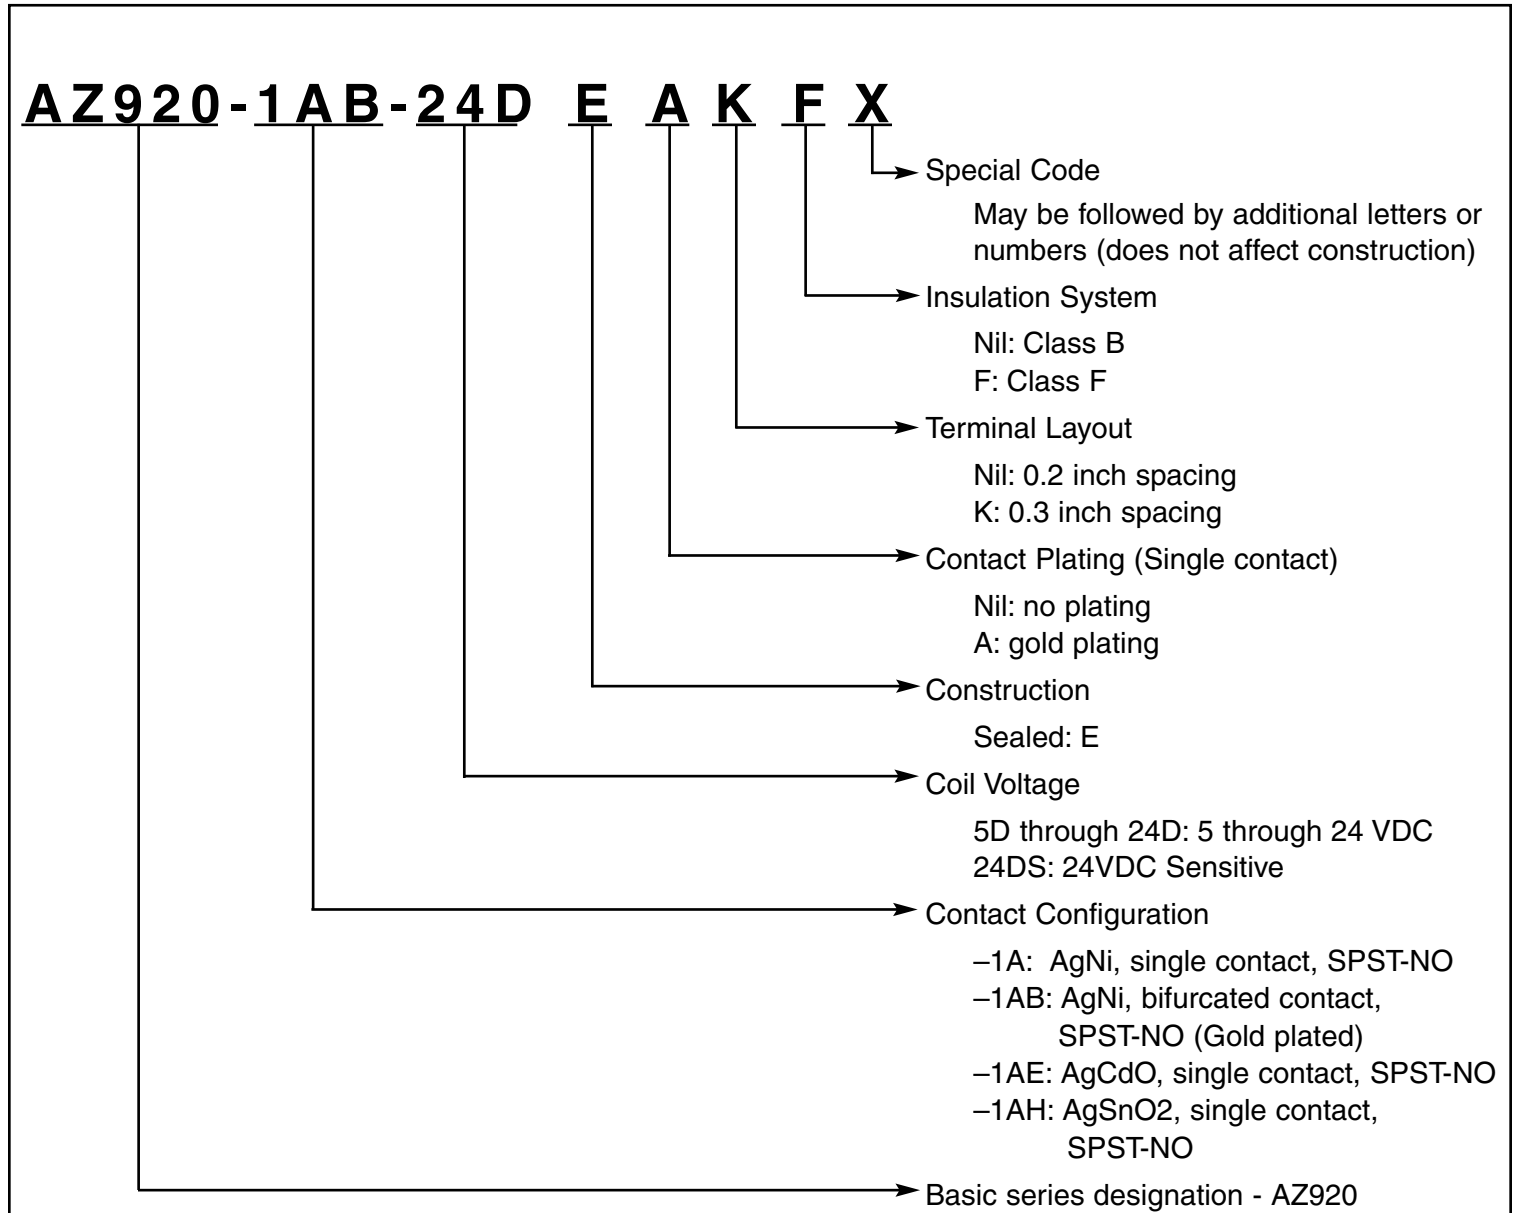 AZ920-1AB-24D E A K F X
Special Code
May be followed by additional letters or
numbers (does not affect construction)
Insulation System
Nil: Class B
F: Class F
Terminal Layout
Nil: 0.2 inch spacing
K: 0.3 inch spacing
Contact Plating (Single contact)
Nil: no plating
A: gold plating
Construction
Sealed: E
Coil Voltage
5D through 24D: 5 through 24 VDC
24DS: 24VDC Sensitive
Contact Configuration
–1A: AgNi, single contact, SPST-NO
–1AB: AgNi, bifurcated contact,
SPST-NO (Gold plated)
–1AE: AgCdO, single contact, SPST-NO
–1AH: AgSnO2, single contact,
SPST-NO
Basic series designation - AZ920